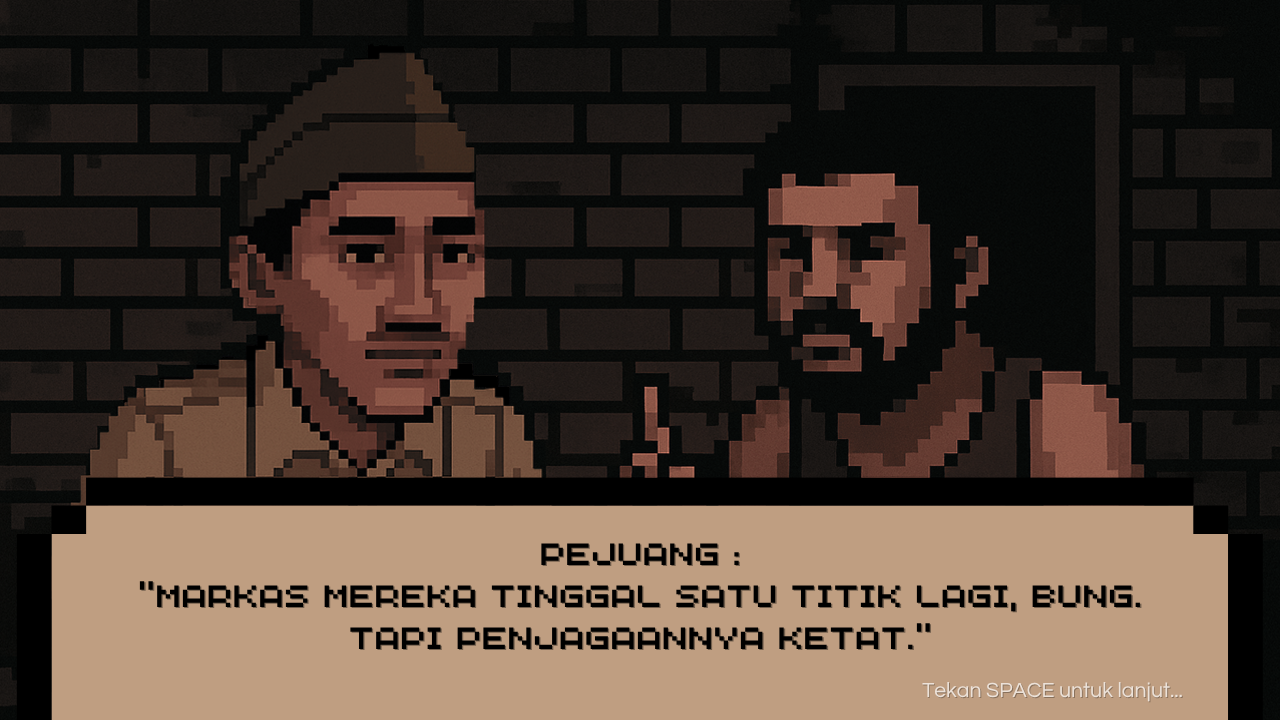 PEJUANG :
"MARKAS MEREKA TINGGAL SATU TITIK LAGI, BUNG.
TAPI PENJAGAANNYA KETAT."
Tekan SPACE untuk lanjut...